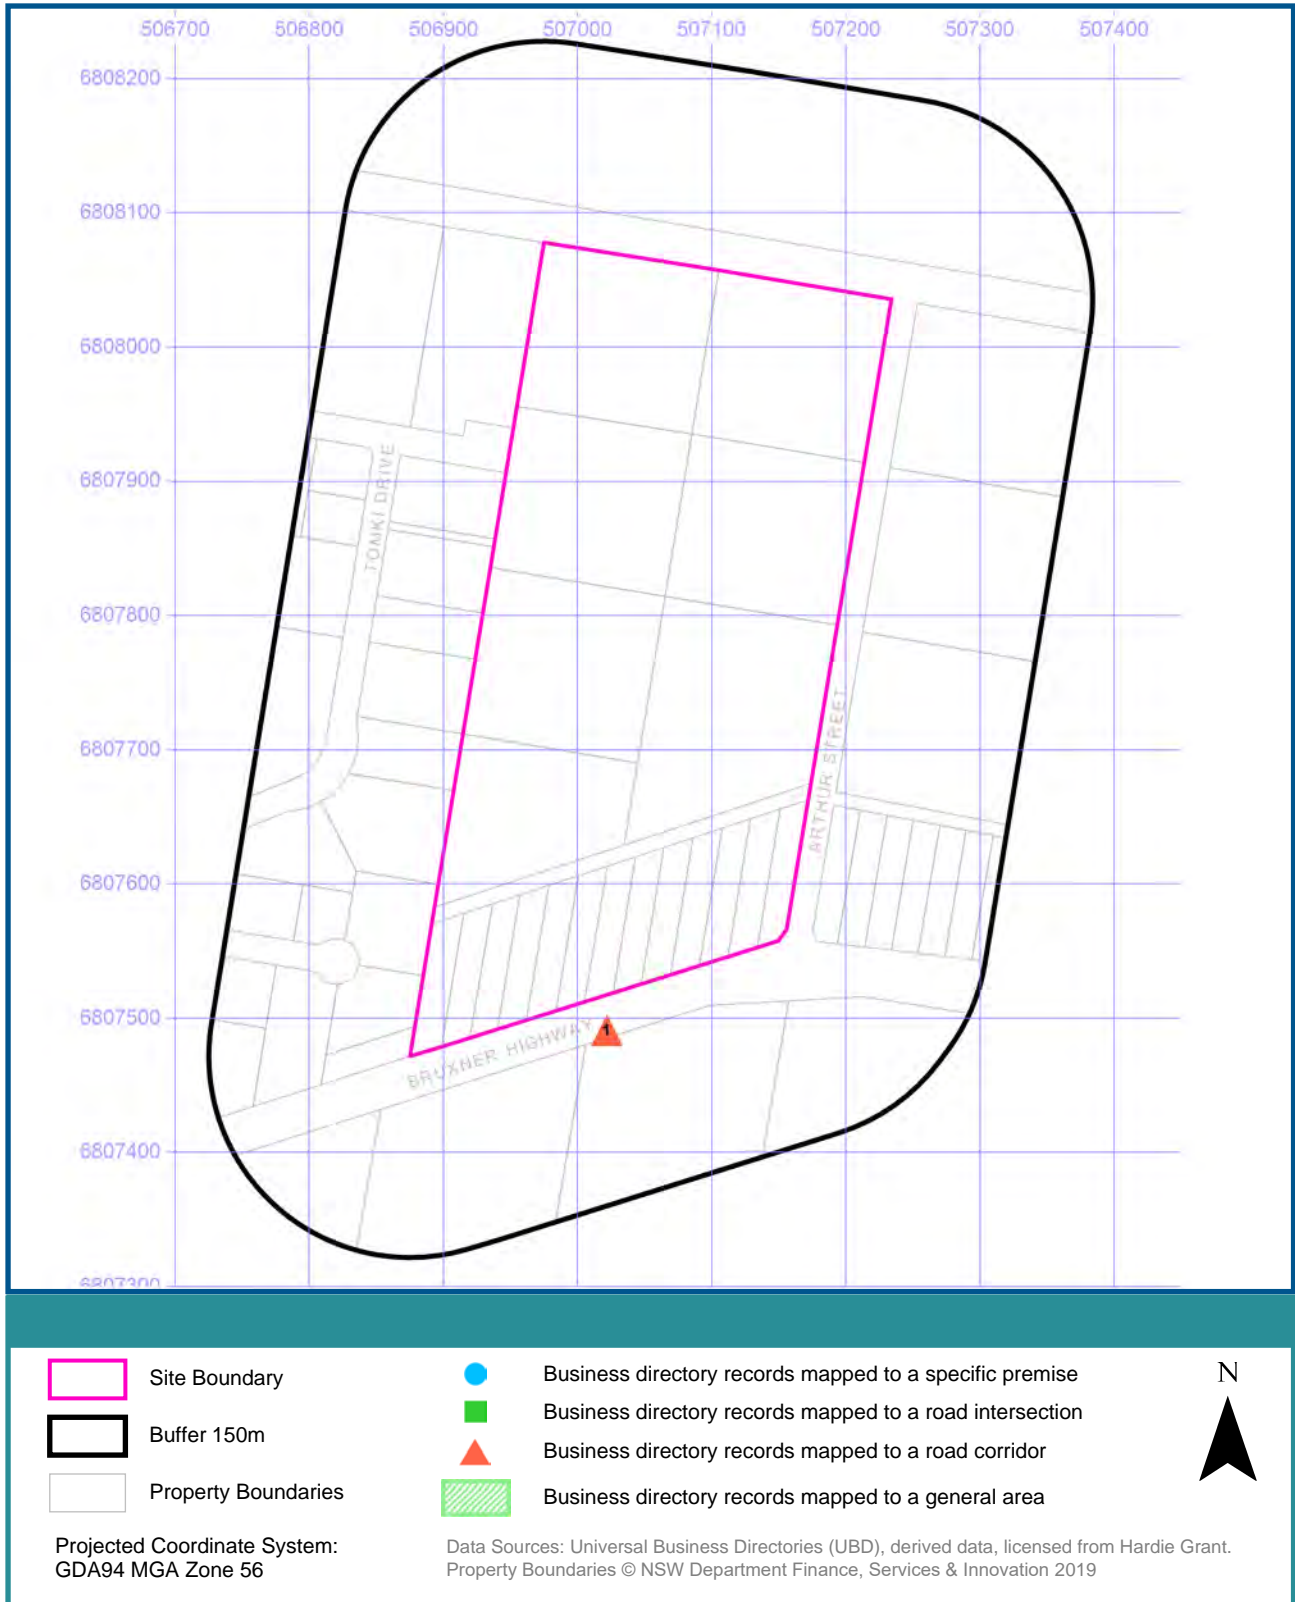 506700 506800 506900 507000 507100 507200 507300 507400
6808200
6808100
6808000
6807900
6807800
6807700
6807600
6807500
6807400
6807300
TOMKI DRIVE
ARTHUR STREET
BRUXNER HIGHWAY
1
Site Boundary
Buffer 150m
Property Boundaries
Projected Coordinate System:
GDA94 MGA Zone 56
Business directory records mapped to a specific premise
Business directory records mapped to a road intersection
Business directory records mapped to a road corridor
Business directory records mapped to a general area
N
Data Sources: Universal Business Directories (UBD), derived data, licensed from Hardie Grant.
Property Boundaries © NSW Department Finance, Services & Innovation 2019